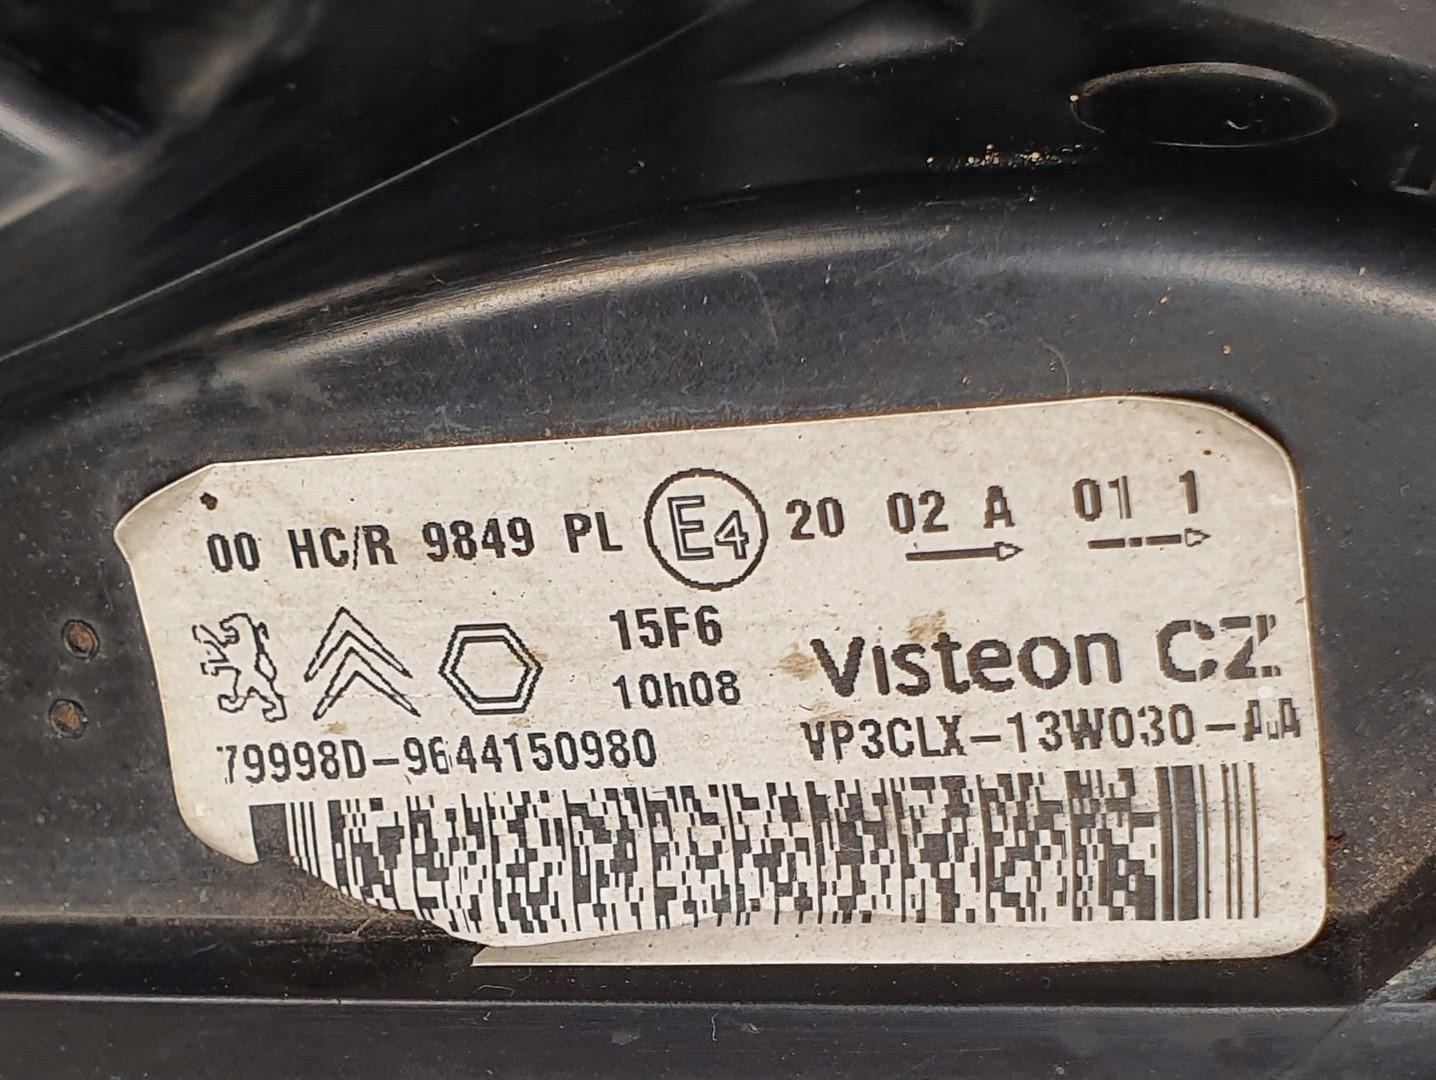 00 HC/R 9849 PL E4 20 02 A 01 1
15F6
10h08
Visteon CZ
79998D-9644150980
VP3CLX-13W030-AA